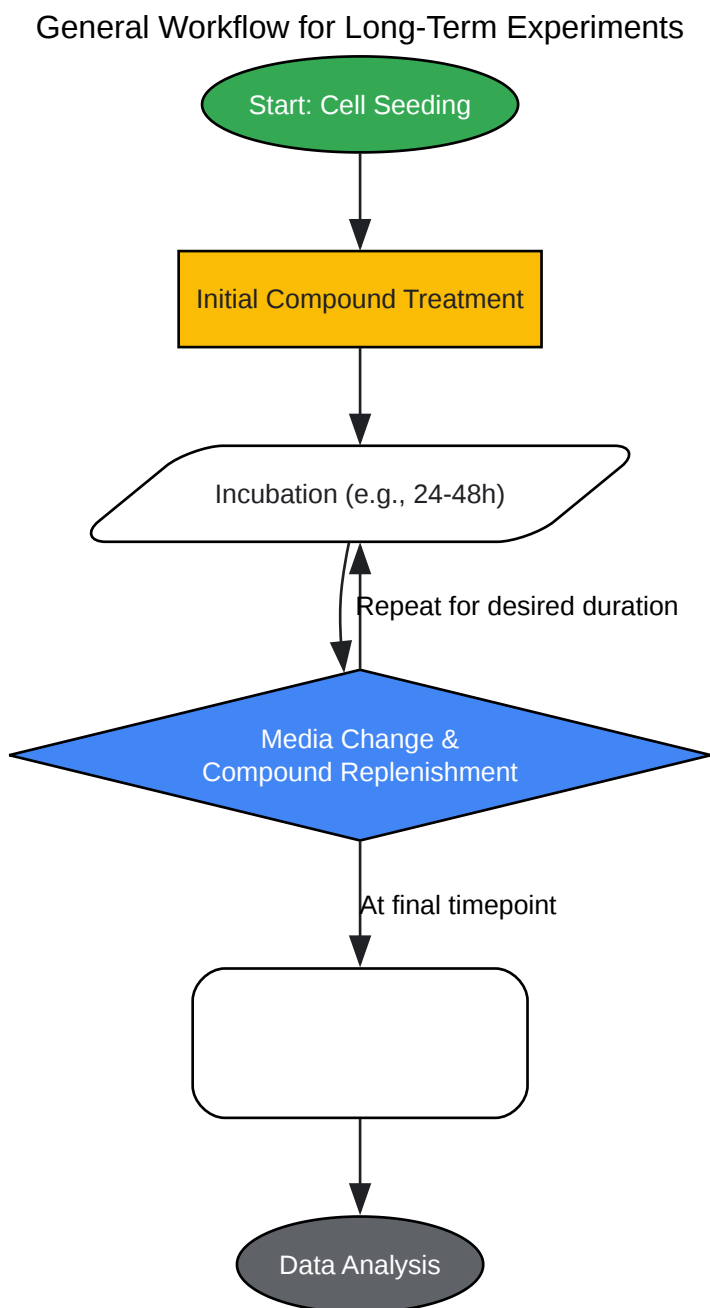 General Workflow for Long-Term Experiments
Start: Cell Seeding
Initial Compound Treatment
Incubation (e.g., 24-48h)
Repeat for desired duration
Media Change &
Compound Replenishment
At final timepoint
Data Analysis